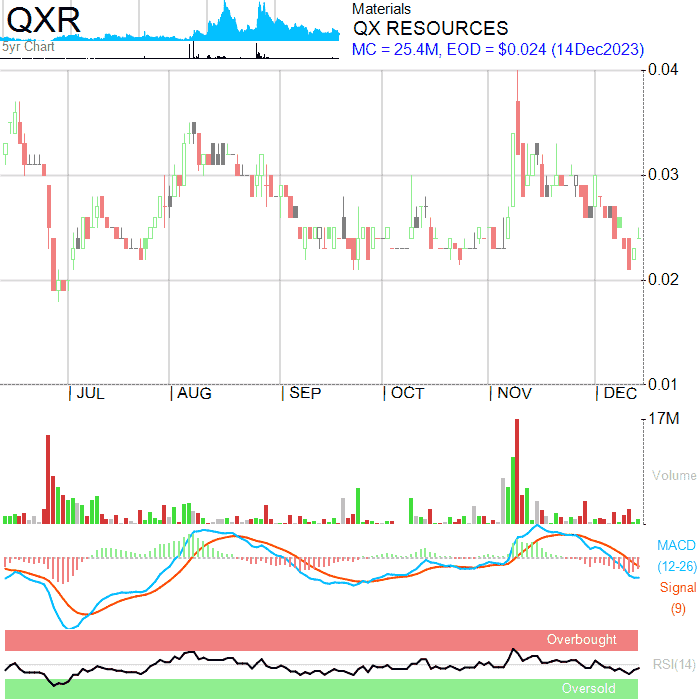 QXR
5yr Chart
Materials
QX RESOURCES
MC = 25.4M, EOD = $0.024 (14Dec2023)
0.04
0.03
0.02
0.01
JUL
AUG
SEP
OCT
NOV
DEC
17M
Volume
MACD
(12-26)
Signal
(9)
Overbought
RSI(14)
Oversold